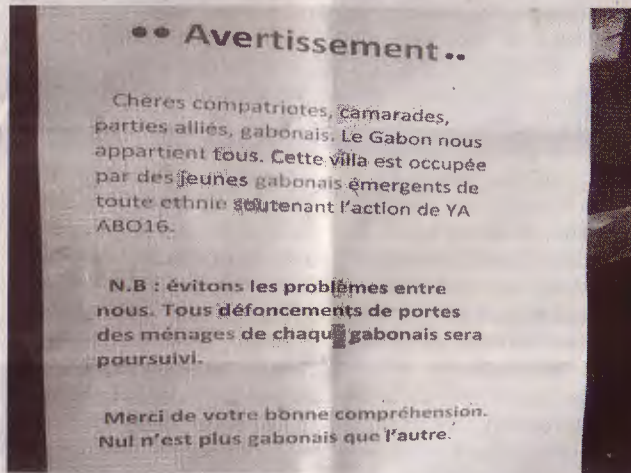 •• Avertissement..
Chères compatriotes, camarades,
parties alliés, gabonais. Le Gabon nous
appartient tous. Cette villa est occupée
par des jeunes gabonais émergents de
toute ethnie soutenant l'action de YA
ABO16.
N.B : évitons les problèmes entre
nous. Tous défoncements de portes
des ménages de chaque gabonais sera
poursuivi.
Merci de votre bonne compréhension.
Nul n'est plus gabonais que l'autre.